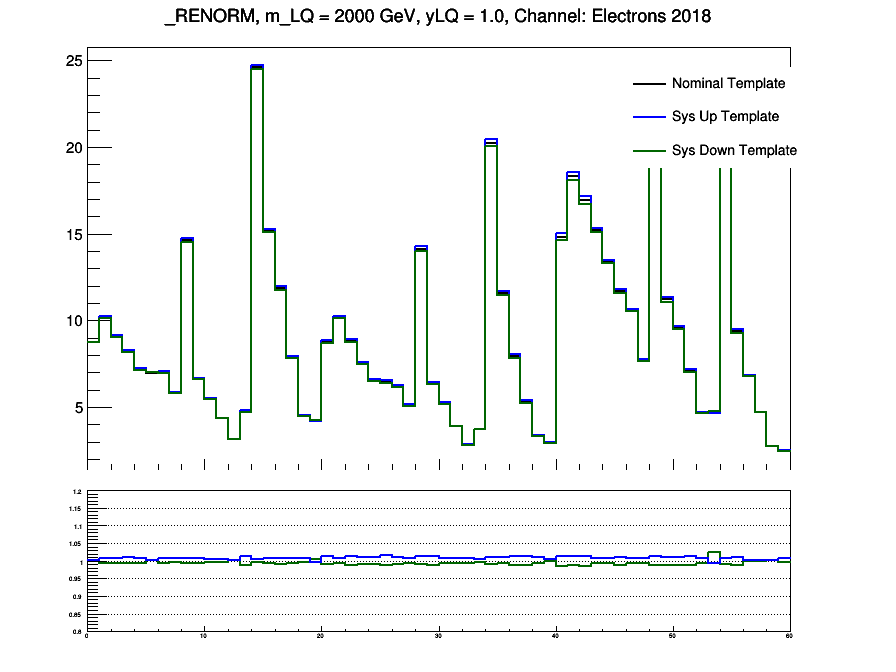 _RENORM, m_LQ = 2000 GeV, yLQ = 1.0, Channel: Electrons 2018
25
20
15
10
5
Nominal Template
Sys Up Template
Sys Down Template
1.2
1.15
1.1
1.05
1
0.95
0.9
0.85
0.8
0 10 20 30 40 50 60